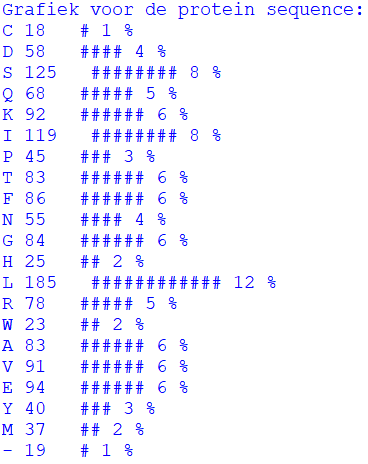 Grafiek voor de protein sequence:
C 18   # 1 %
D 58   #### 4 %
S 125   ######## 8 %
Q 68   ##### 5 %
K 92   ###### 6 %
I 119   ######## 8 %
P 45   ### 3 %
T 83   ###### 6 %
F 86   ###### 6 %
N 55   #### 4 %
G 84   ###### 6 %
H 25   ## 2 %
L 185   ############ 12 %
R 78   ##### 5 %
W 23   ## 2 %
A 83   ###### 6 %
V 91   ###### 6 %
E 94   ###### 6 %
Y 40   ### 3 %
M 37   ## 2 %
- 19   # 1 %